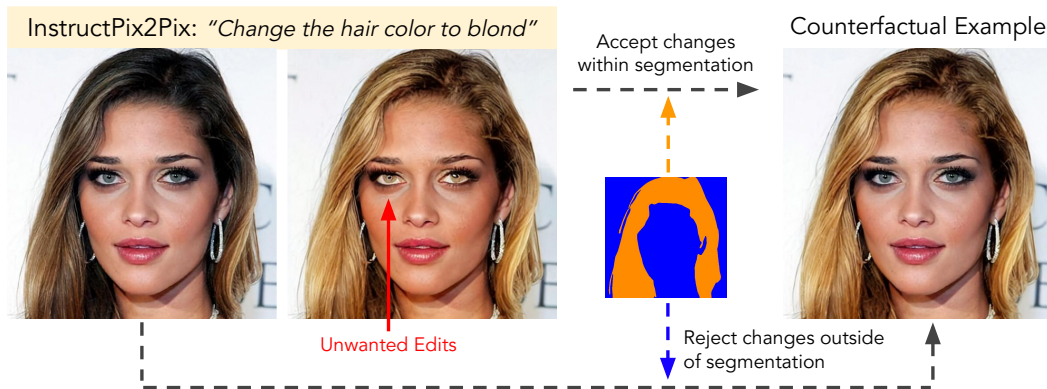 InstructPix2Pix: "Change the hair color to blond"
Accept changes
within segmentation
Counterfactual Example
Unwanted Edits
Reject changes outside
of segmentation